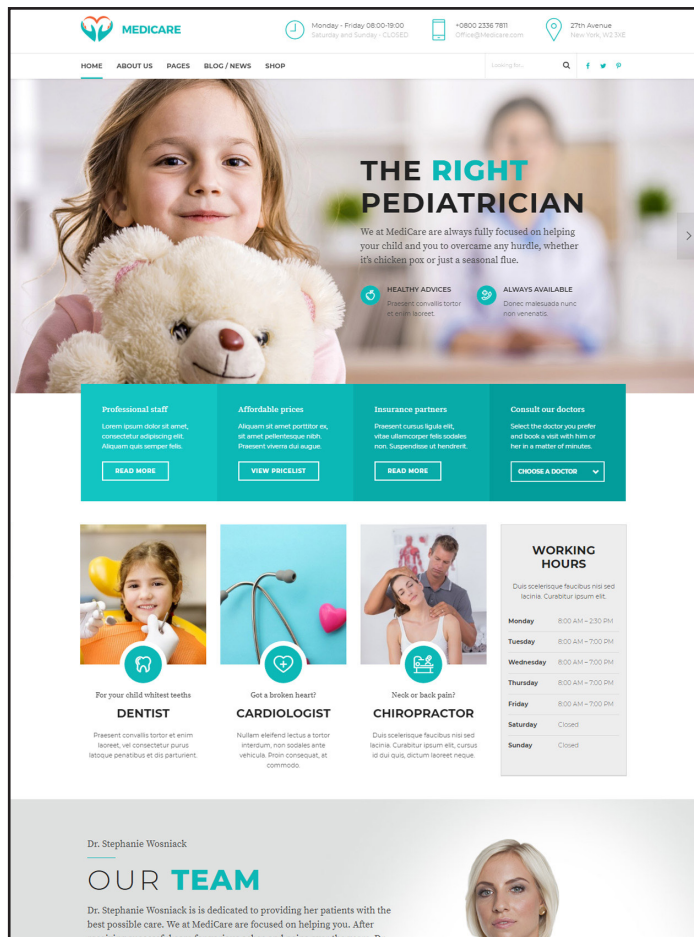 MEDICARE
Monday - Friday 08:00-19:00
Saturday and Sunday - CLOSED
+0800 2336 7811
Office@Medicare.com
27th Avenue
New York, W2 3XE
HOME ABOUT US PAGES BLOG / NEWS SHOP
Looking for...
THE RIGHT
PEDIATRICIAN
We at MediCare are always fully focused on helping
your child and you to overcame any hurdle, whether
it's chicken pox or just a seasonal flue.
HEALTHY ADVICES
Praesent convallis tortor
et enim laoreet.
ALWAYS AVAILABLE
Donec malesuada nunc
non venenatis.
Professional staff
Lorem ipsum dolor sit amet,
consectetur adipiscing elit.
Aliquam quis semper felis.
READ MORE
Affordable prices
Aliquam sit amet porttitor ex,
sit amet pellentesque nibh.
Praesent viverra dui augue.
VIEW PRICELIST
Insurance partners
Praesent cursus ligula elit,
vitae ullamcorper felis sodales
non. Suspendisse ut hendrerit.
READ MORE
Consult our doctors
Select the doctor you prefer
and book a visit with him or
her in a matter of minutes.
CHOOSE A DOCTOR
For your child whitest teeths
DENTIST
Praesent convallis tortor et enim
laoreet, vel consectetur purus
latoque penatibus et dis parturient.
Got a broken heart?
CARDIOLOGIST
Nullam eleifend lectus a tortor
interdum, non sodales ante
vehicula. Proin consequat, at
commodo.
Neck or back pain?
CHIROPRACTOR
Duis scelerisque faucibus nisi sed
lacinia. Curabitur ipsum elit, cursus
id dui quis, dictum laoreet neque.
WORKING
HOURS
Duis scelerisque faucibus nisi sed
lacinia. Curabitur ipsum elit.
Monday 8:00 AM – 2:30 PM
Tuesday 8:00 AM – 7:00 PM
Wednesday 8:00 AM – 7:00 PM
Thursday 8:00 AM – 7:00 PM
Friday 8:00 AM – 7:00 PM
Saturday Closed
Sunday Closed
Dr. Stephanie Wosniack
OUR TEAM
Dr. Stephanie Wosniack is is dedicated to providing her patients with the
best possible care. We at MediCare are focused on helping you. After